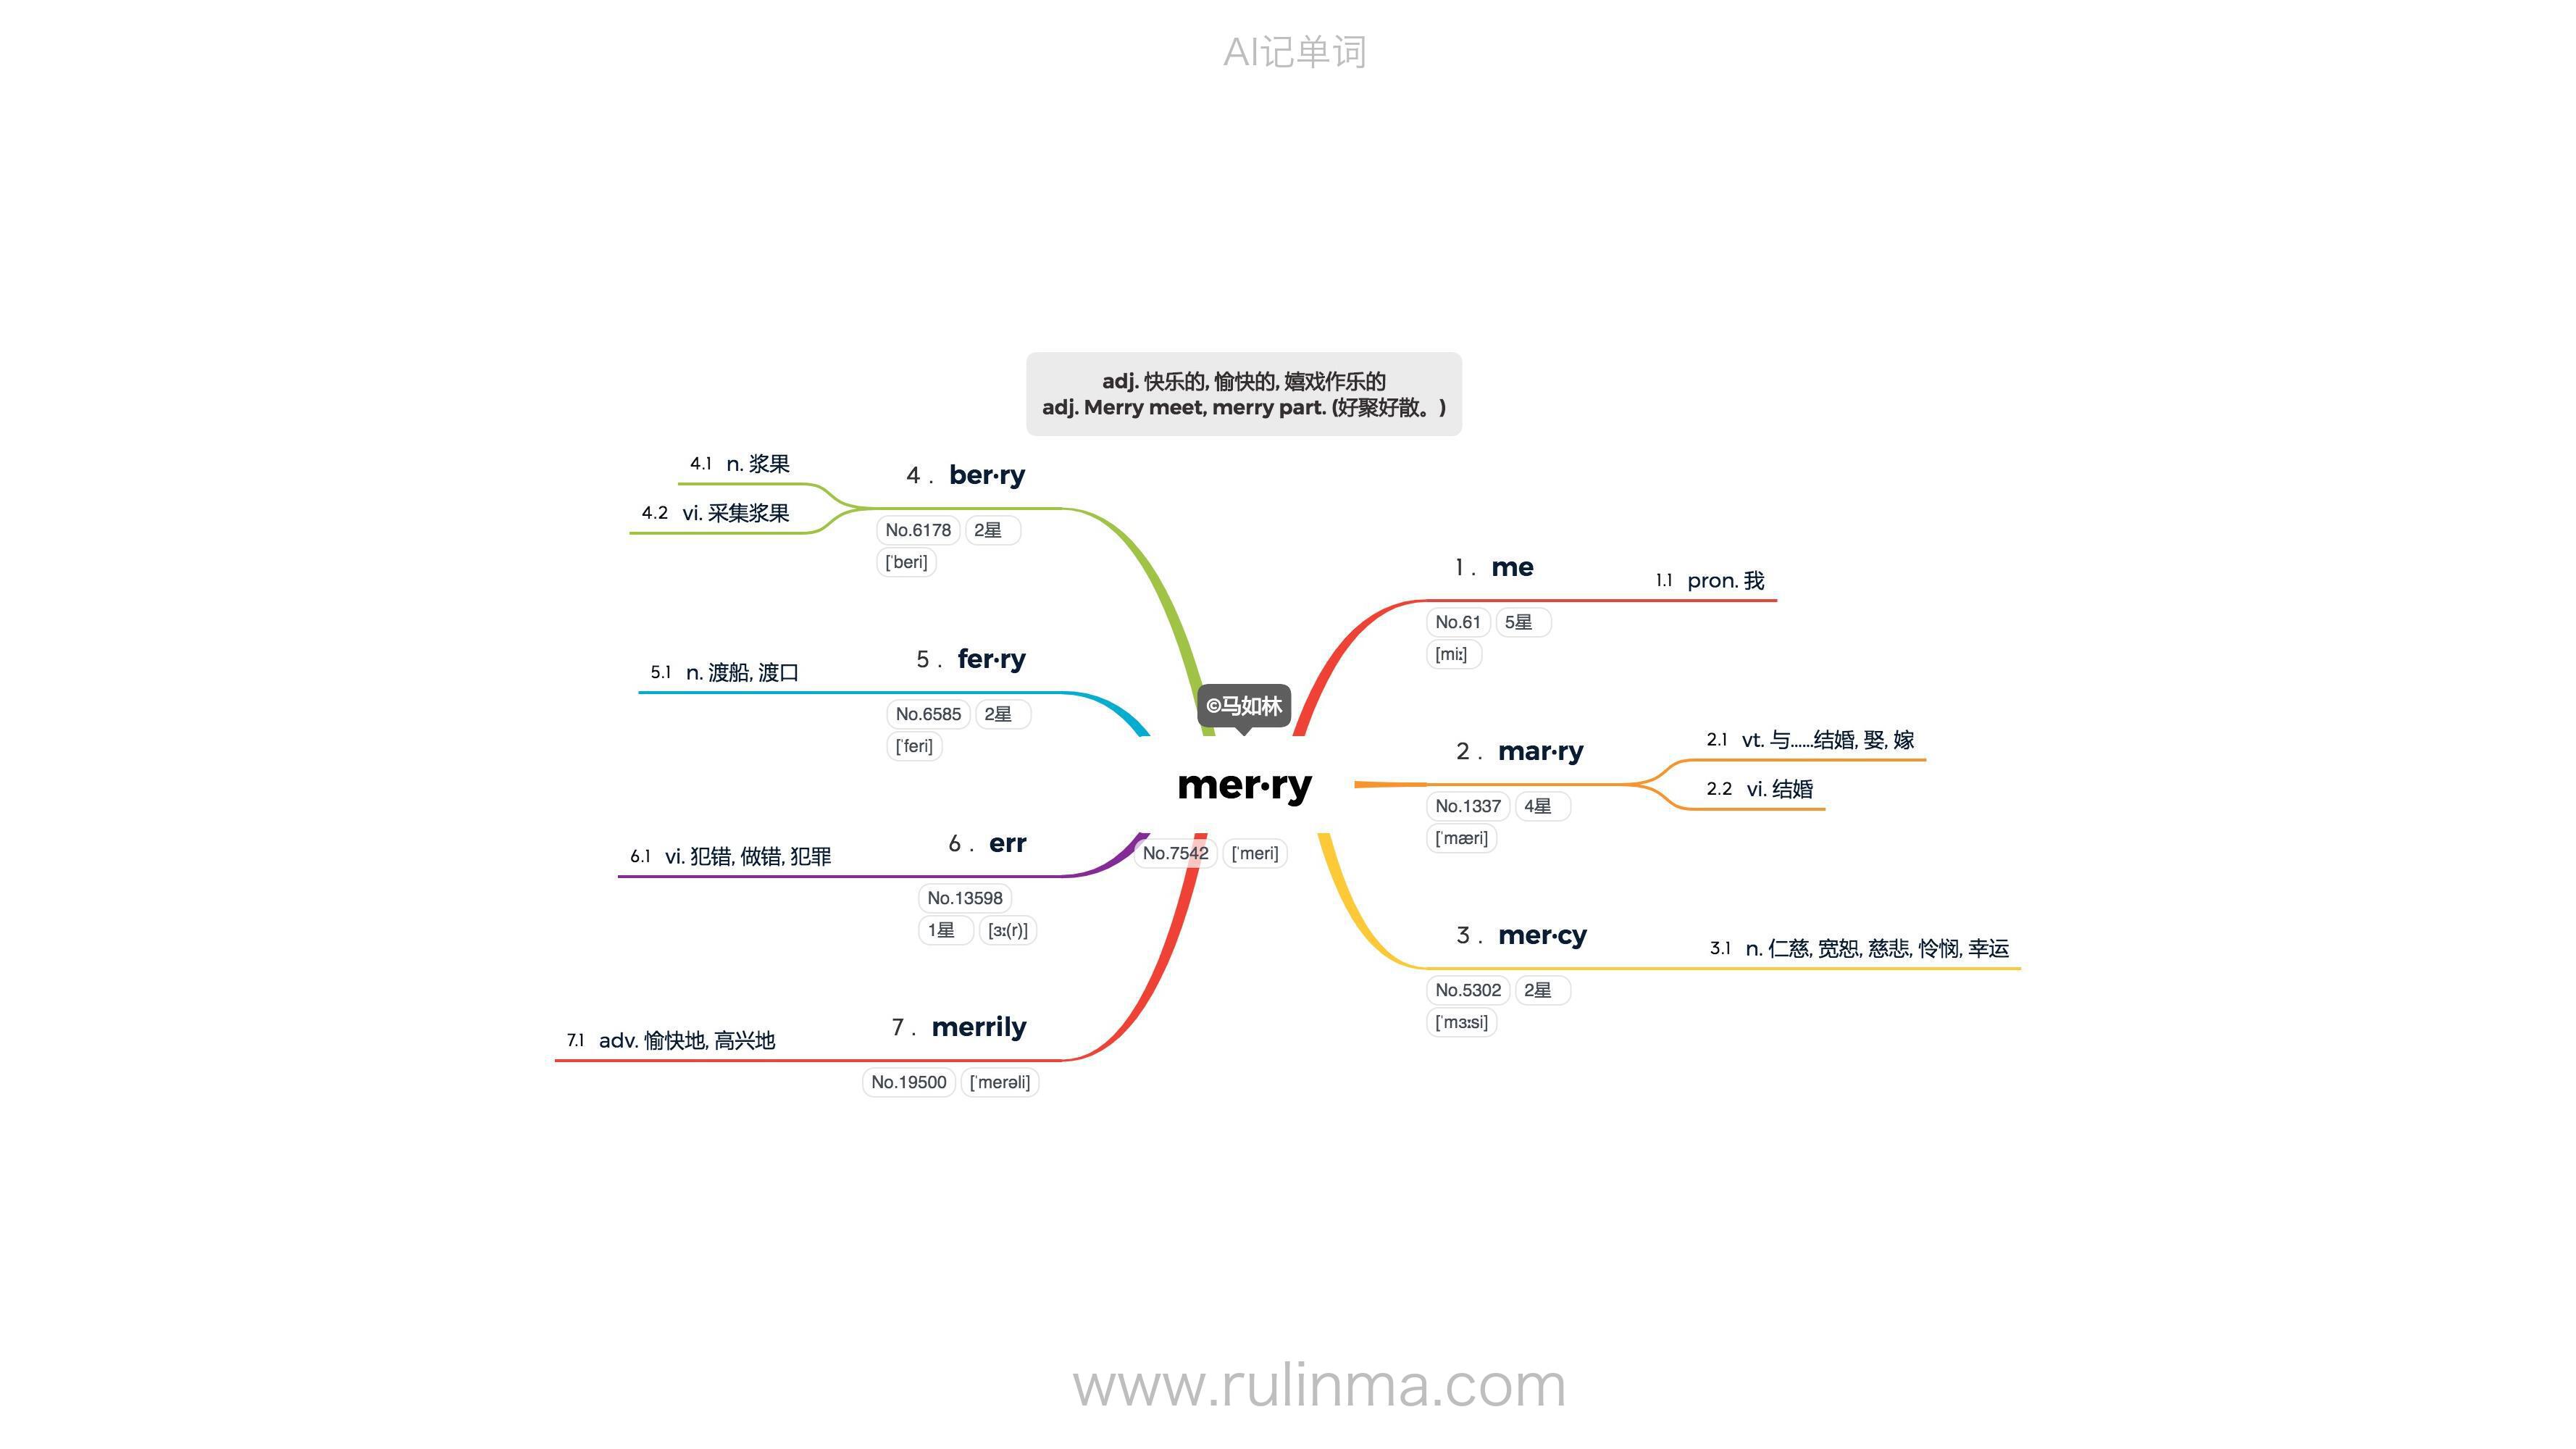 AI记单词
adj. 快乐的, 愉快的, 嬉戏作乐的
adj. Merry meet, merry part. (好聚好散。)
©马如林
mer·ry
No.7542 [ˈmeri]
1 . me
No.61 5星
[miː]
1.1 pron. 我
2 . mar·ry
No.1337 4星
[ˈmæri]
2.1 vt. 与……结婚, 娶, 嫁
2.2 vi. 结婚
3 . mer·cy
No.5302 2星
[ˈmɜːsi]
3.1 n. 仁慈, 宽恕, 慈悲, 怜悯, 幸运
4 . ber·ry
No.6178 2星
[ˈberi]
4.1 n. 浆果
4.2 vi. 采集浆果
5 . fer·ry
No.6585 2星
[ˈferi]
5.1 n. 渡船, 渡口
6 . err
No.13598
1星 [ɜː(r)]
6.1 vi. 犯错, 做错, 犯罪
7 . merrily
No.19500 [ˈmerəli]
7.1 adv. 愉快地, 高兴地
www.rulinma.com